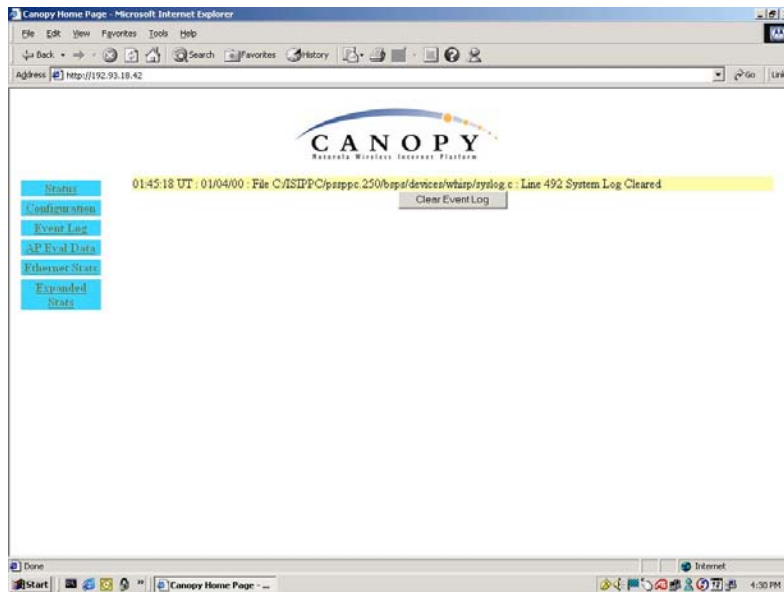 Canopy Home Page - Microsoft Internet Explorer
File Edit View Favorites Tools Help
Back Search Favorites History
Address http://192.93.18.42 Go
CANOPY
Motorola Wireless Internet Platform
01:45:18 UT : 01/04/00 : File C:/ISIPPC/pssppc.250/bsps/devices/whisp/syslog.c : Line 492 System Log Cleared
Clear Event Log
Status
Configuration
Event Log
AP Eval Data
Ethernet Stats
Expanded
Stats
Done Internet
Start Canopy Home Page - ... 4:30 PM